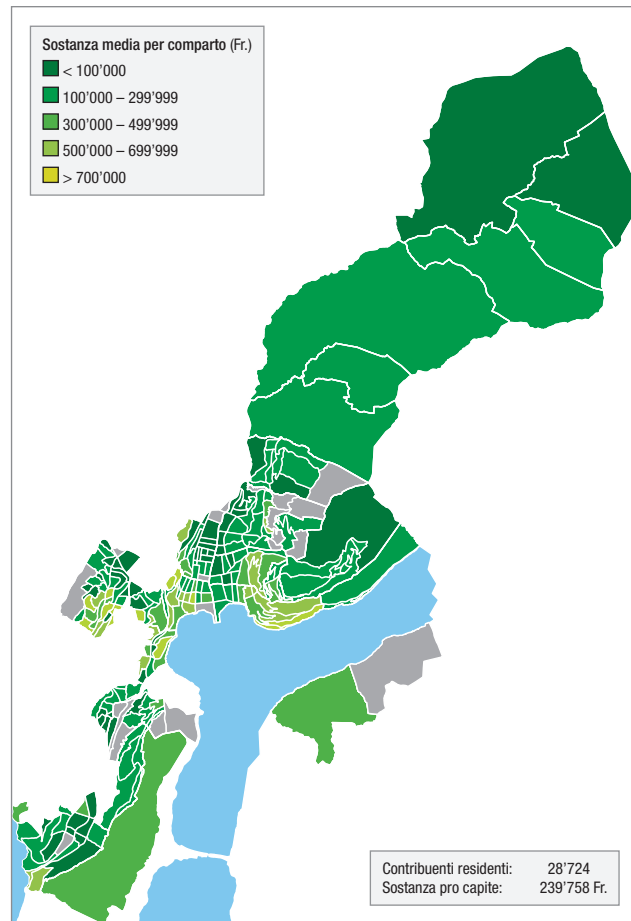 Sostanza media per comparto (Fr.)
< 100’000
100’000 – 299’999
300’000 – 499’999
500’000 – 699’999
> 700’000
Contribuenti residenti: 28’724
Sostanza pro capite: 239’758 Fr.